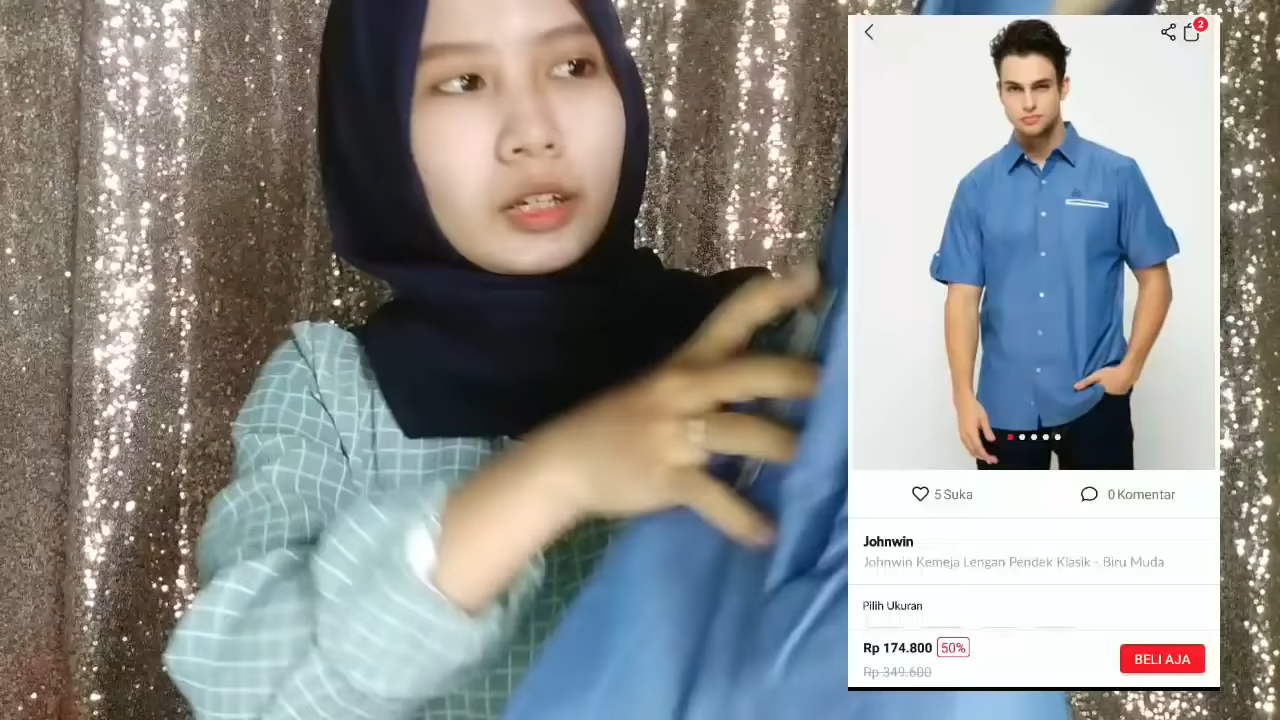 2
5 Suka
0 Komentar
Johnwin
Johnwin Kemeja Lengan Pendek Klasik - Biru Muda
Pilih Ukuran
Rp 174.800 50%
Rp 349.600
BELI AJA